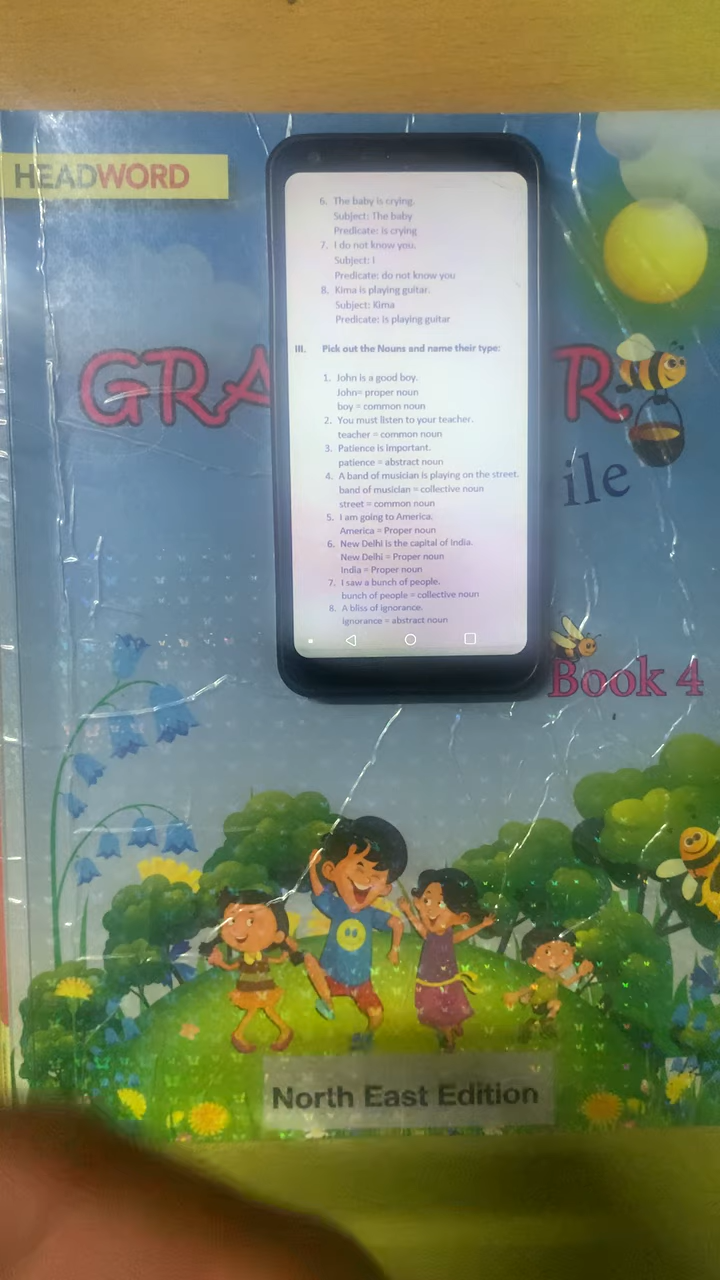 HEADWORD
6. The baby is crying.
Subject: The baby
Predicate: is crying
7. I do not know you.
Subject: I
Predicate: do not know you
8. Kima is playing guitar.
Subject: Kima
Predicate: is playing guitar
III. Pick out the Nouns and name their type:
1. John is a good boy.
John= proper noun
boy = common noun
2. You must listen to your teacher.
teacher = common noun
3. Patience is important.
patience = abstract noun
4. A band of musician is playing on the street.
band of musician = collective noun
street = common noun
5. I am going to America.
America = Proper noun
6. New Delhi is the capital of India.
New Delhi = Proper noun
India = Proper noun
7. I saw a bunch of people.
bunch of people = collective noun
8. A bliss of ignorance.
Ignorance = abstract noun
GRA R
ile
Book 4
North East Edition